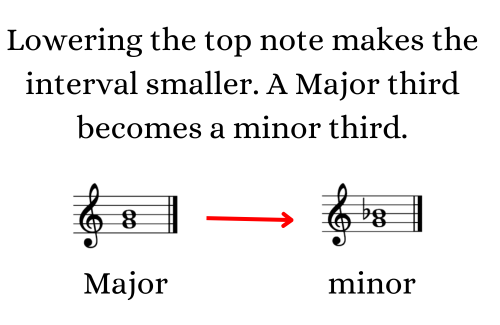 Lowering the top note makes the
interval smaller. A Major third
becomes a minor third.
Major
minor